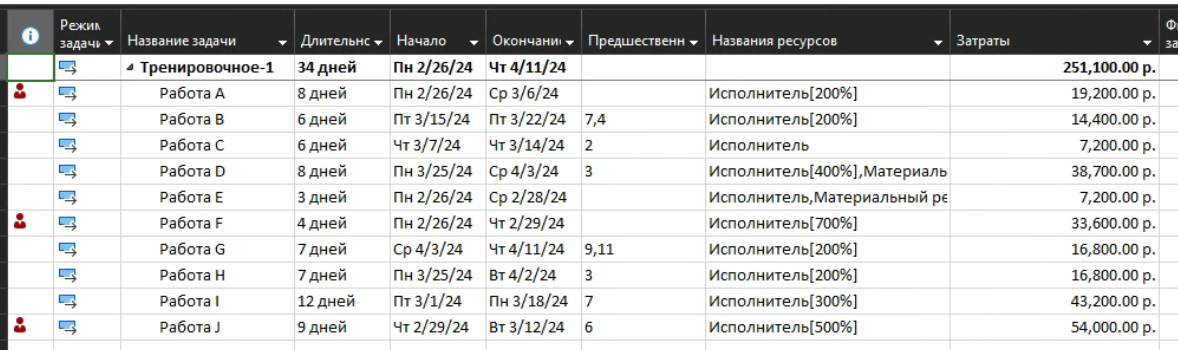 Режим задачи Название задачи Длительнс Начало Окончани Предшественн Названия ресурсов Затраты
Тренировочное-1 34 дней Пн 2/26/24 Чт 4/11/24 251,100.00 р.
Работа A 8 дней Пн 2/26/24 Ср 3/6/24 Исполнитель[200%] 19,200.00 р.
Работа B 6 дней Пт 3/15/24 Пт 3/22/24 7,4 Исполнитель[200%] 14,400.00 р.
Работа C 6 дней Чт 3/7/24 Чт 3/14/24 2 Исполнитель 7,200.00 р.
Работа D 8 дней Пн 3/25/24 Ср 4/3/24 3 Исполнитель[400%],Материаль 38,700.00 р.
Работа E 3 дней Пн 2/26/24 Ср 2/28/24 Исполнитель,Материальный ре 7,200.00 р.
Работа F 4 дней Пн 2/26/24 Чт 2/29/24 Исполнитель[700%] 33,600.00 р.
Работа G 7 дней Ср 4/3/24 Чт 4/11/24 9,11 Исполнитель[200%] 16,800.00 р.
Работа H 7 дней Пн 3/25/24 Вт 4/2/24 3 Исполнитель[200%] 16,800.00 р.
Работа I 12 дней Пт 3/1/24 Пн 3/18/24 7 Исполнитель[300%] 43,200.00 р.
Работа J 9 дней Чт 2/29/24 Вт 3/12/24 6 Исполнитель[500%] 54,000.00 р.